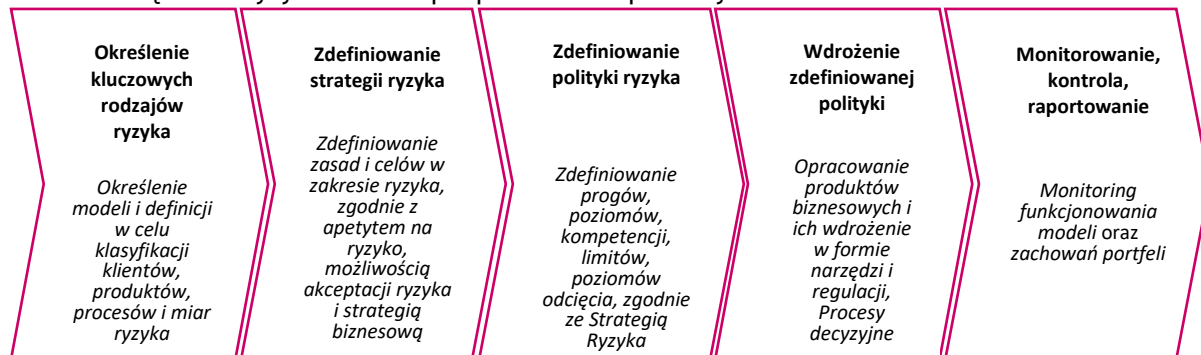 Określenie
kluczowych
rodzajów
ryzyka
Określenie
modeli i definicji
w celu
klasyfikacji
klientów,
produktów,
procesów i miar
ryzyka
Zdefiniowanie
strategii ryzyka
Zdefiniowanie
zasad i celów w
zakresie ryzyka,
zgodnie z
apetytem na
ryzyko,
możliwością
akceptacji ryzyka
i strategią
biznesową
Zdefiniowanie
polityki ryzyka
Zdefiniowanie
progów,
poziomów,
kompetencji,
limitów,
poziomów
odcięcia, zgodnie
ze Strategią
Ryzyka
Wdrożenie
zdefiniowanej
polityki
Opracowanie
produktów
biznesowych i
ich wdrożenie
w formie
narzędzi i
regulacji,
Procesy
decyzyjne
Monitorowanie,
kontrola,
raportowanie
Monitoring
funkcjonowania
modeli oraz
zachowań portfeli